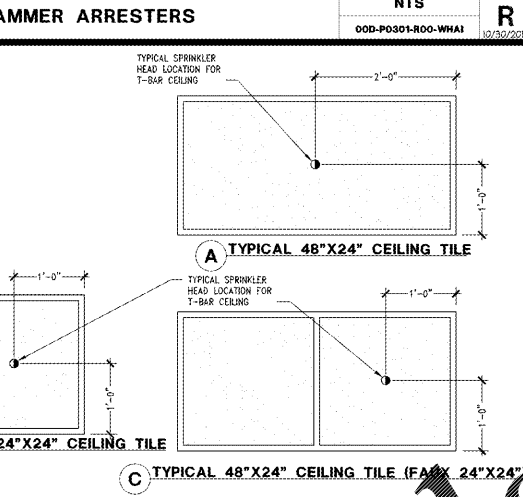 AMMER ARRESTERS
NTS
00D-P0301-R00-WHAI
R
TYPICAL SPRINKLER
HEAD LOCATION FOR
T-BAR CEILING
2'-0"
1'-0"
A TYPICAL 48"X24" CEILING TILE
1'-0"
TYPICAL SPRINKLER
HEAD LOCATION FOR
T-BAR CEILING
1'-0"
1'-0"
1'-0"
24"X24" CEILING TILE
C TYPICAL 48"X24" CEILING TILE (FAUX 24"X24"